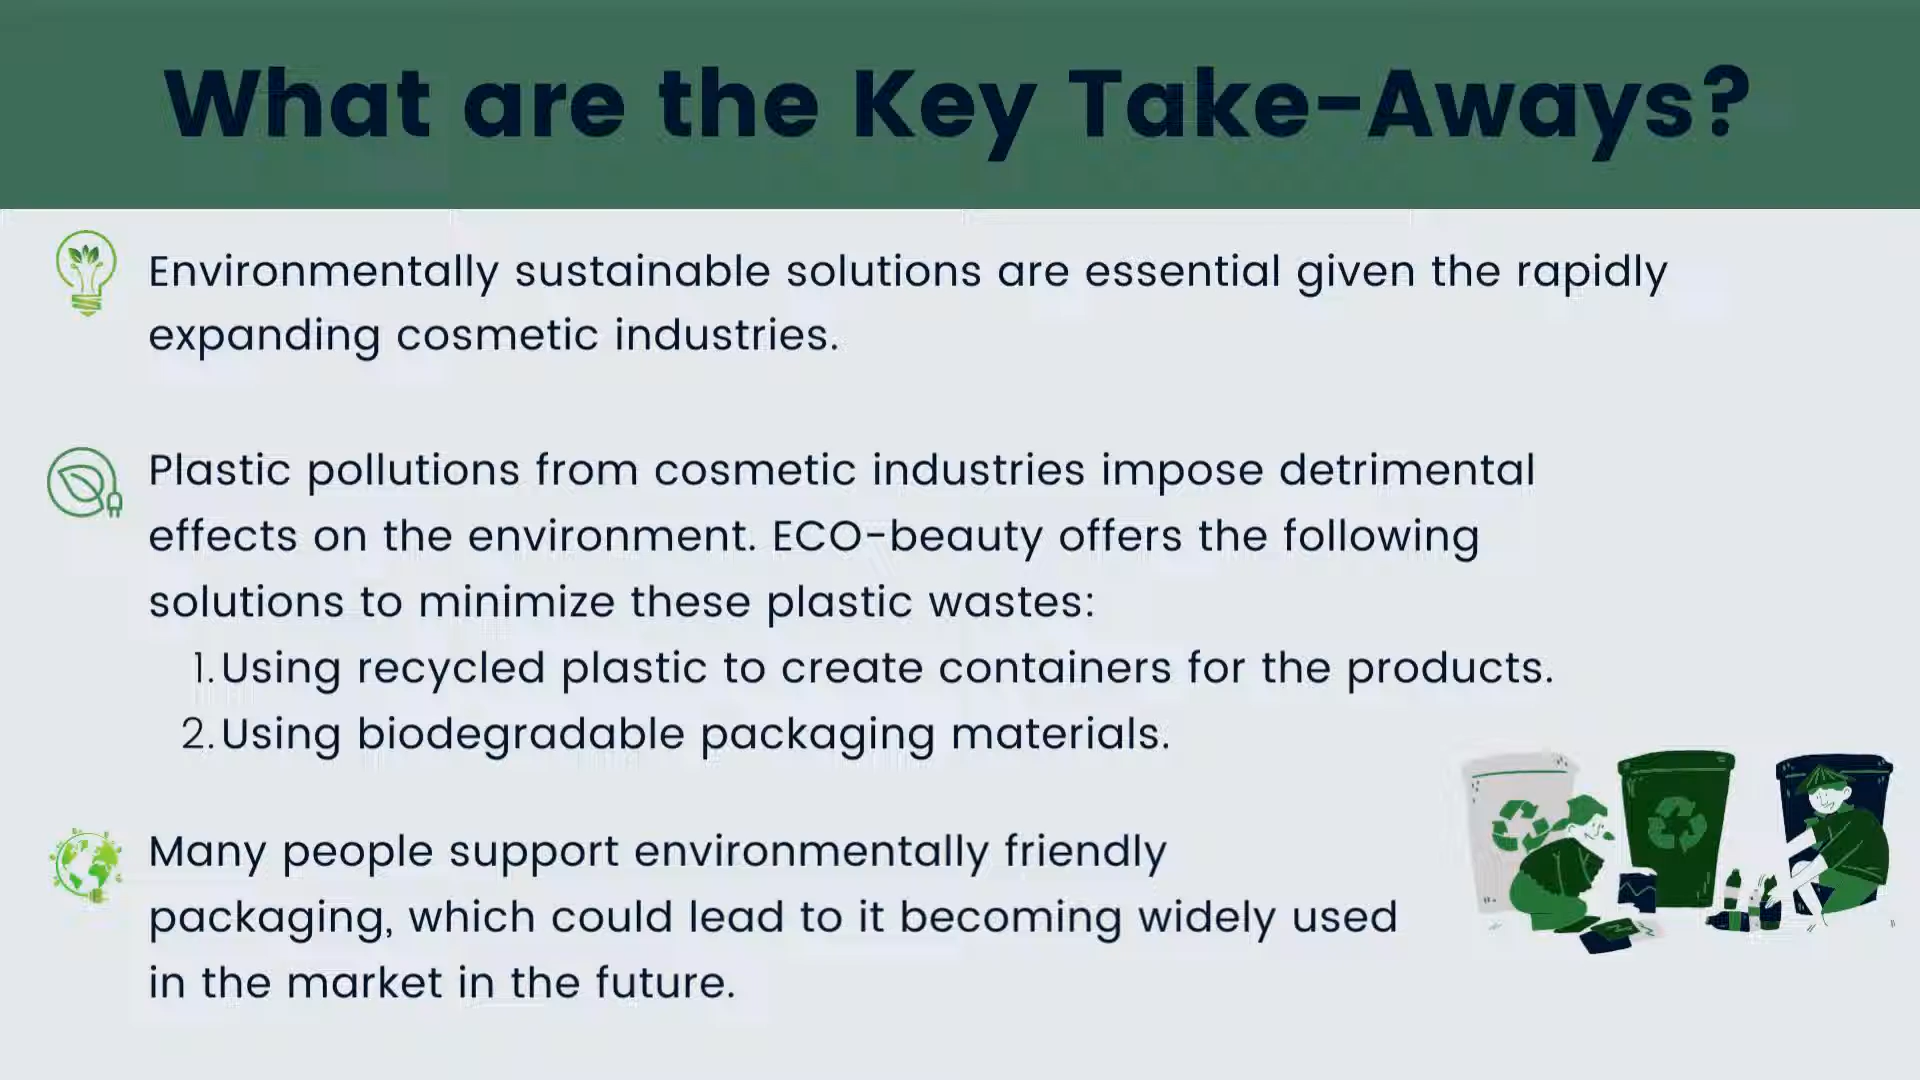 What are the Key Take-Aways?
Environmentally sustainable solutions are essential given the rapidly
expanding cosmetic industries.
Plastic pollutions from cosmetic industries impose detrimental
effects on the environment. ECO-beauty offers the following
solutions to minimize these plastic wastes:
1. Using recycled plastic to create containers for the products.
2. Using biodegradable packaging materials.
Many people support environmentally friendly
packaging, which could lead to it becoming widely used
in the market in the future.